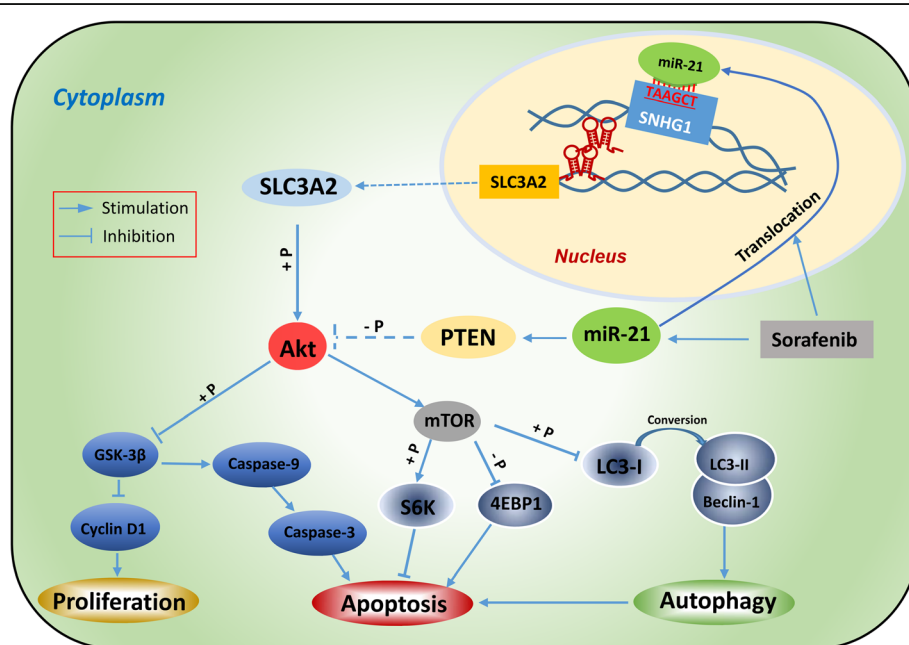 miR-21
TAAGCT
SNHG1
Cytoplasm
SLC3A2
SLC3A2
Stimulation
Inhibition
Nucleus
Translocation
+ P
- P
Akt
PTEN
miR-21
Sorafenib
+ P
mTOR
+ P
Conversion
GSK-3β
Caspase-9
+ P
- P
LC3-I
LC3-II
S6K
4EBP1
Beclin-1
Cyclin D1
Caspase-3
Proliferation
Apoptosis
Autophagy